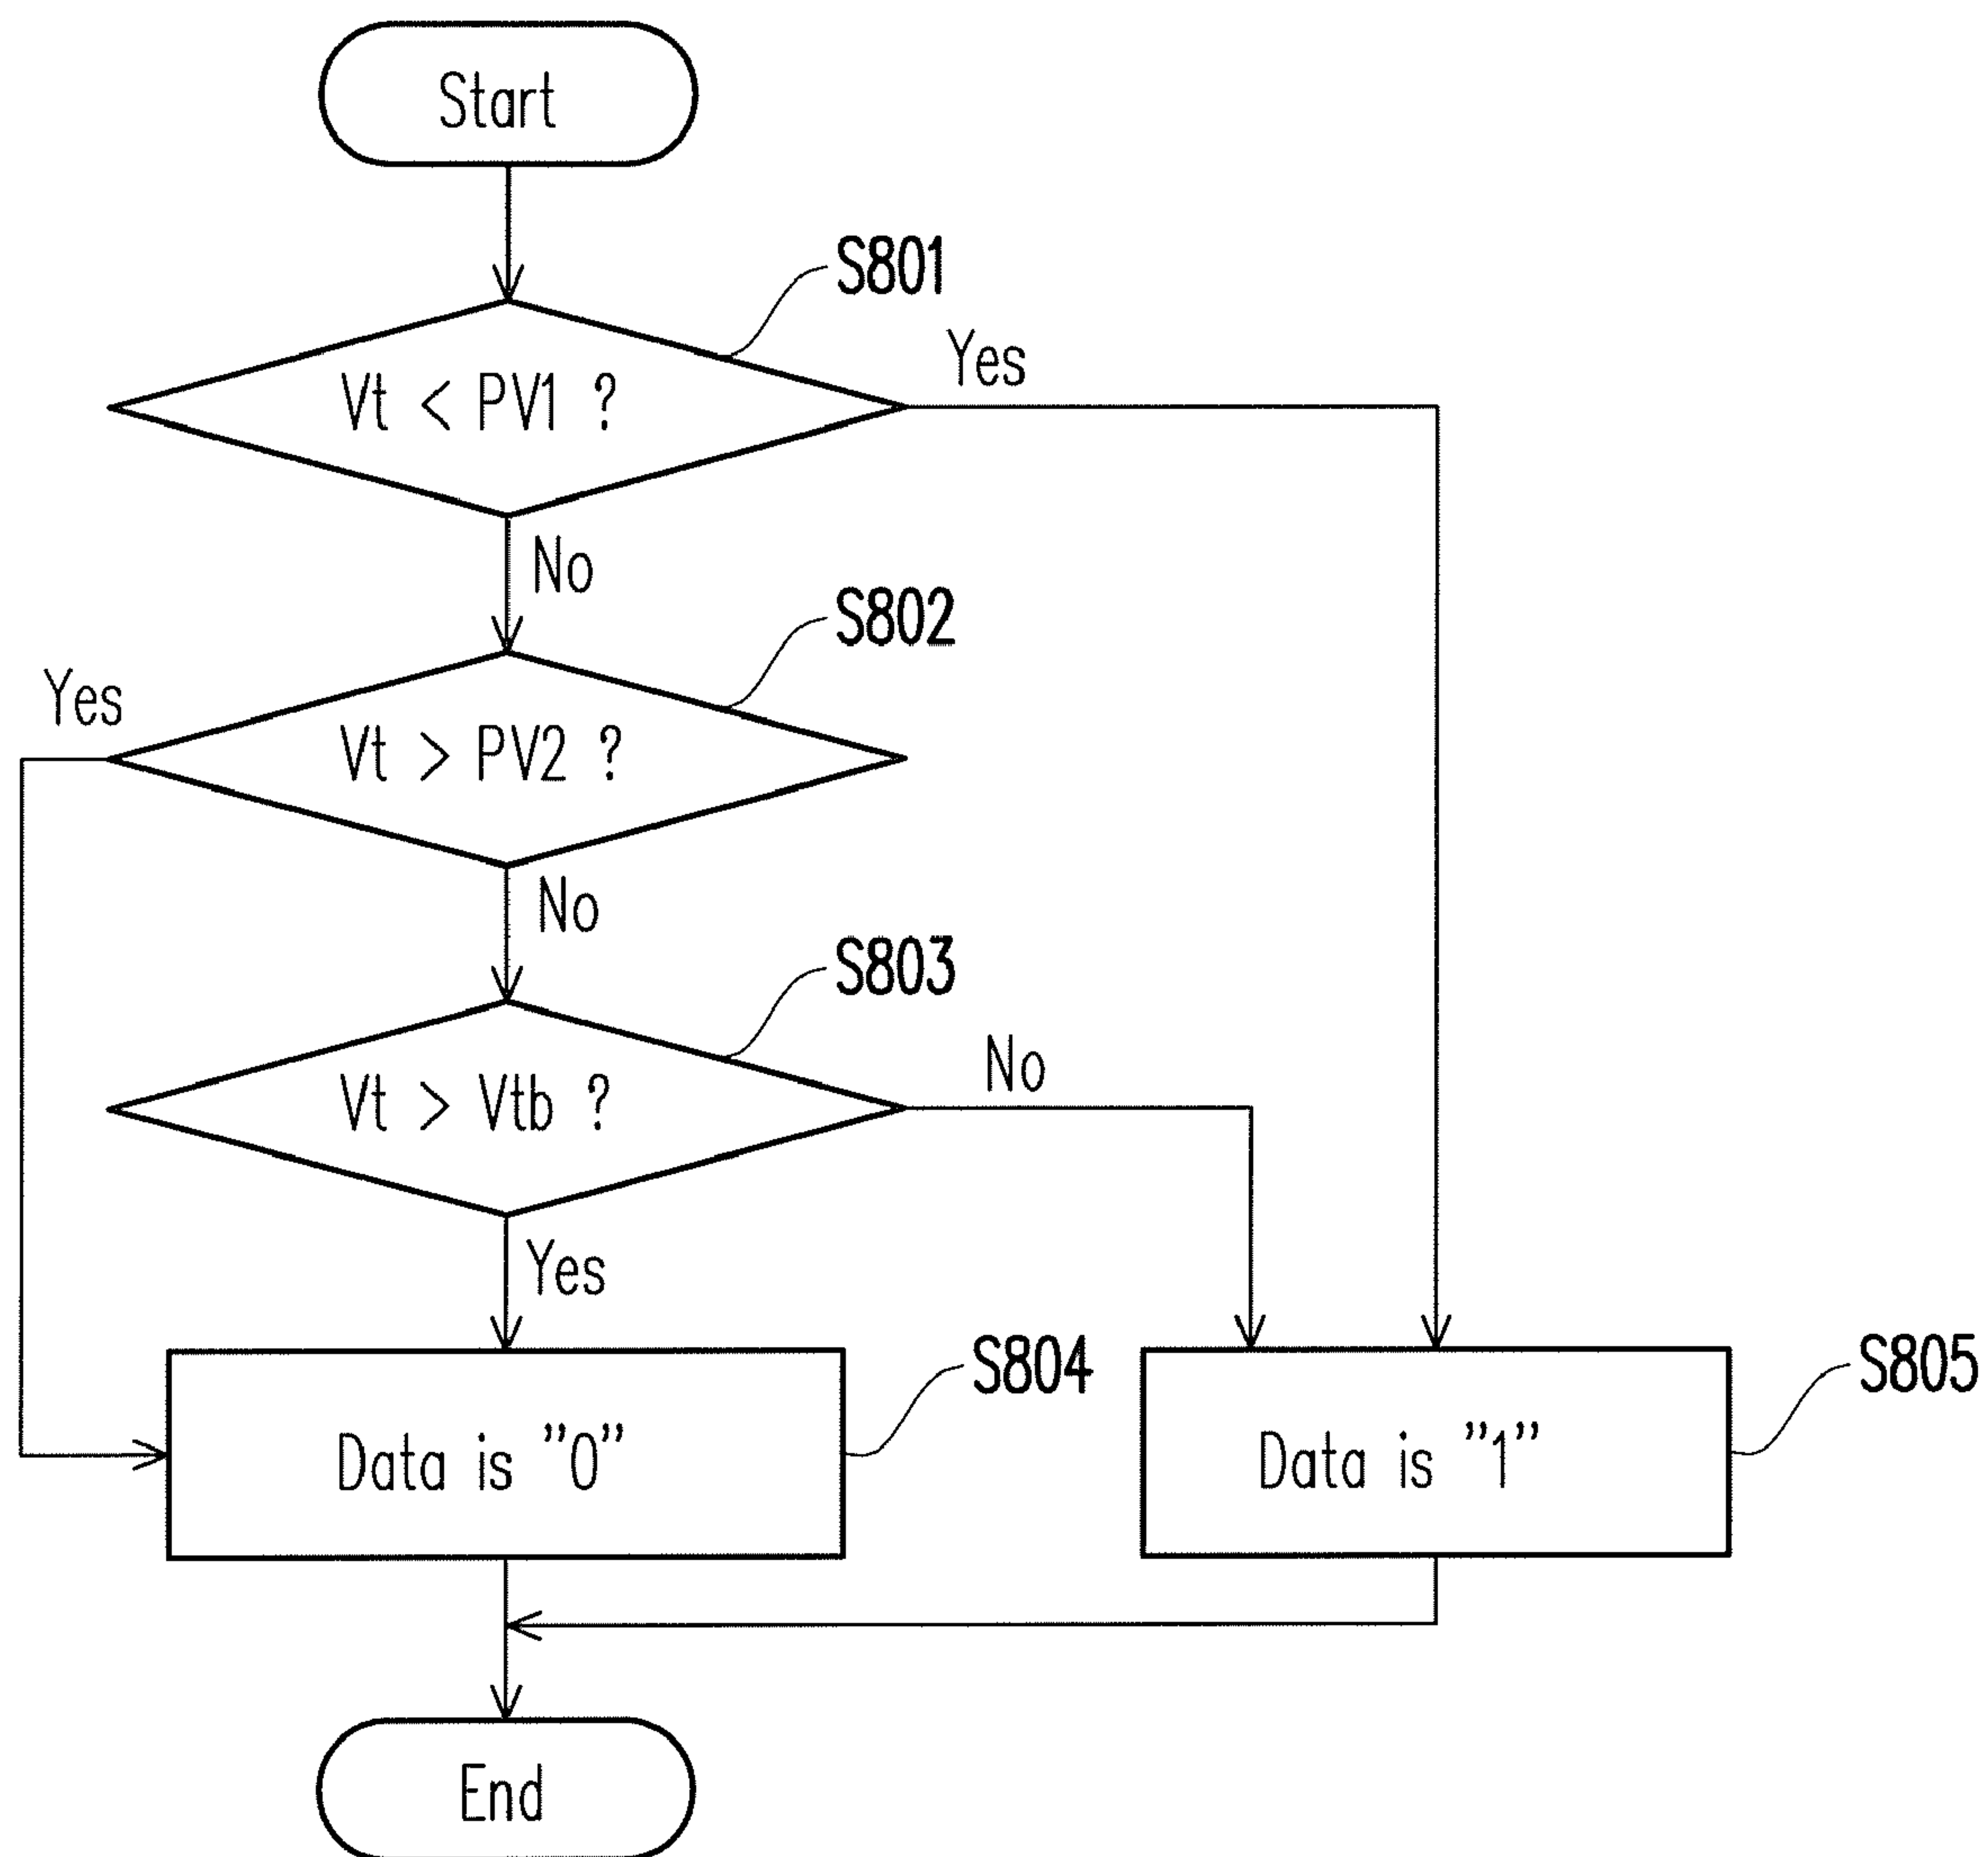 Start
S801
Vt < PV1 ?
Yes
No
S802
Yes
Vt > PV2 ?
No
S803
Vt > Vtb ?
No
Yes
S804
S805
Data is "0"
Data is "1"
End